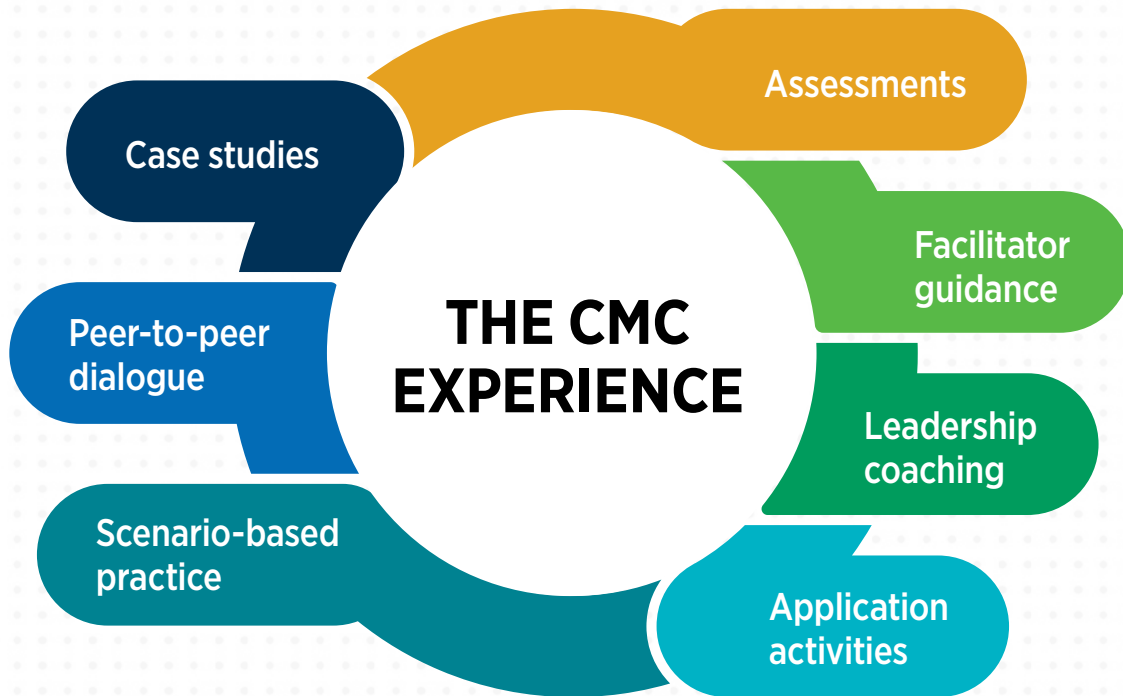 Assessments
Case studies
Facilitator
guidance
THE CMC
EXPERIENCE
Peer-to-peer
dialogue
Leadership
coaching
Scenario-based
practice
Application
activities